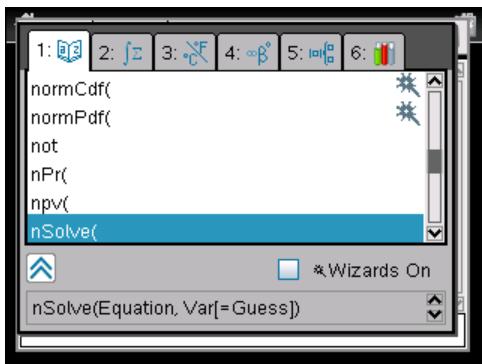 1: 2: ∫Σ 3: °C°F 4: ∞β° 5: 6:
normCdf(
normPdf(
not
nPr(
npv(
nSolve(
Wizards On
nSolve(Equation, Var[=Guess])